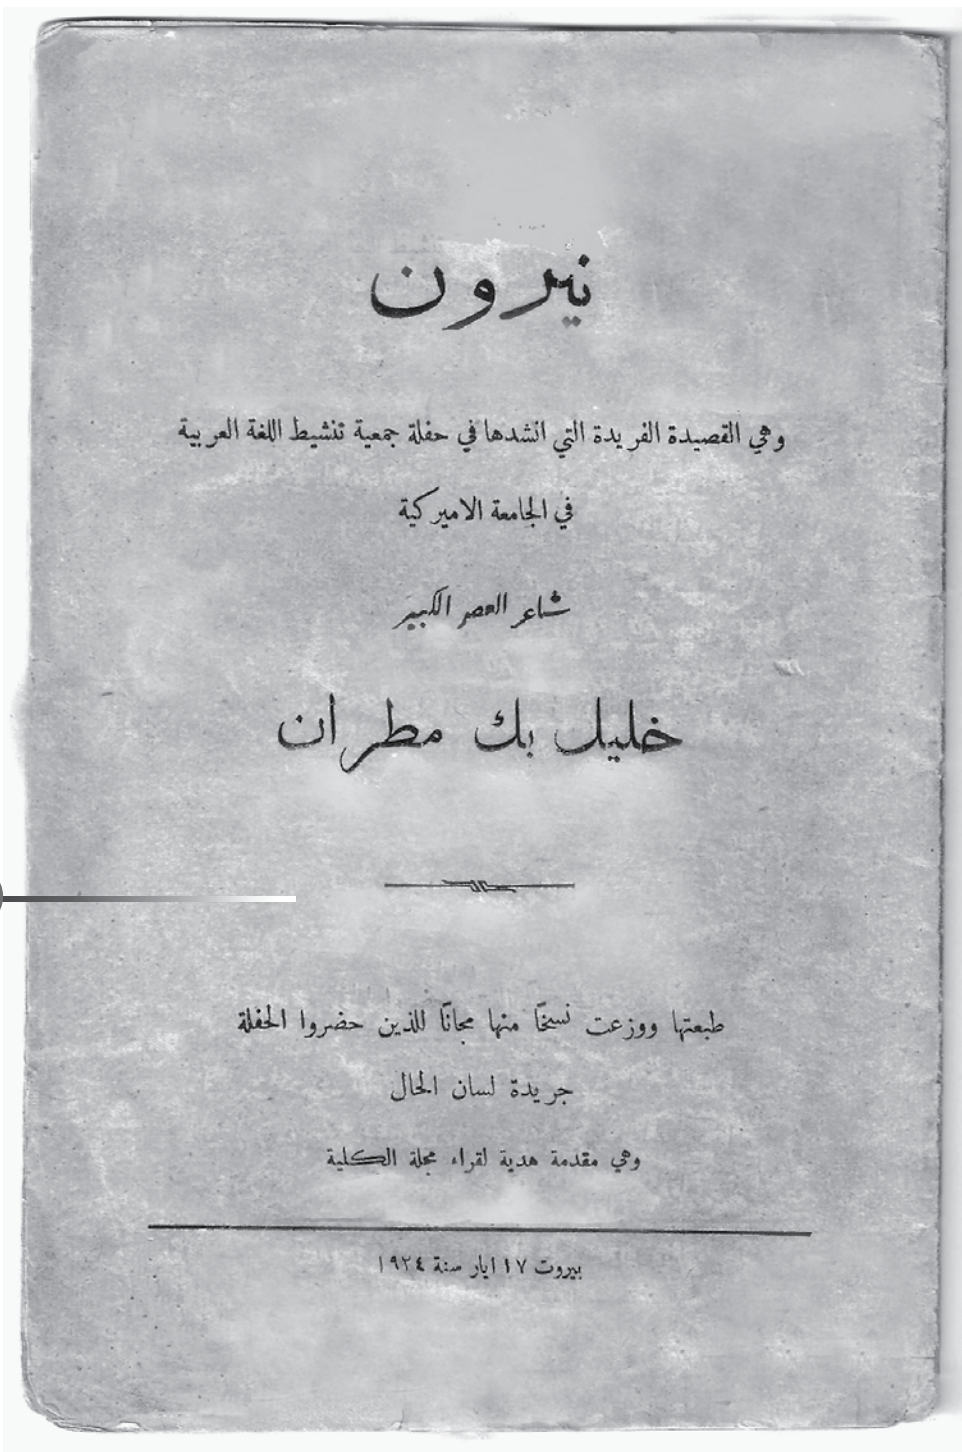 نيرون
وهي القصيدة الفريدة التي انشدها في حفلة جمعية تنشيط اللغة العربية
في الجامعة الاميركية
شاعر العصر الكبير
خليل بك مطران
طبعتها ووزعت نسخًا منها مجانًا للذين حضروا الحفلة
جريدة لسان الحال
وهي مقدمة هدية لقراء مجلة الكلية
بيروت ١٧ ايار سنة ١٩٢٤